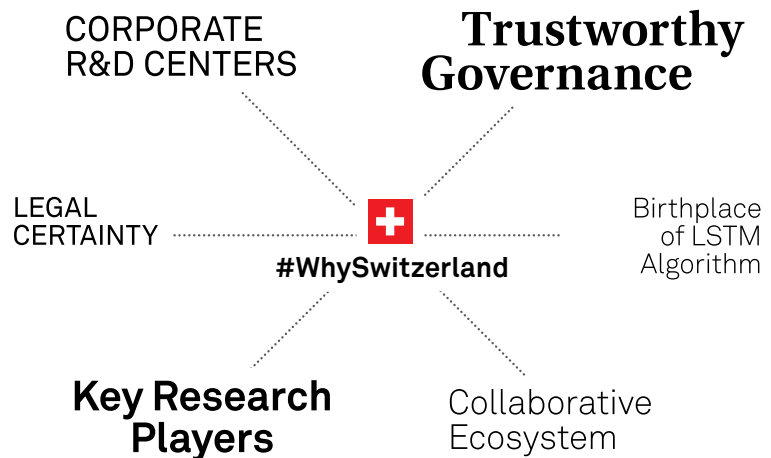 CORPORATE
R&D CENTERS
Trustworthy
Governance
LEGAL
CERTAINTY
Birthplace
of LSTM
Algorithm
#WhySwitzerland
Key Research
Players
Collaborative
Ecosystem